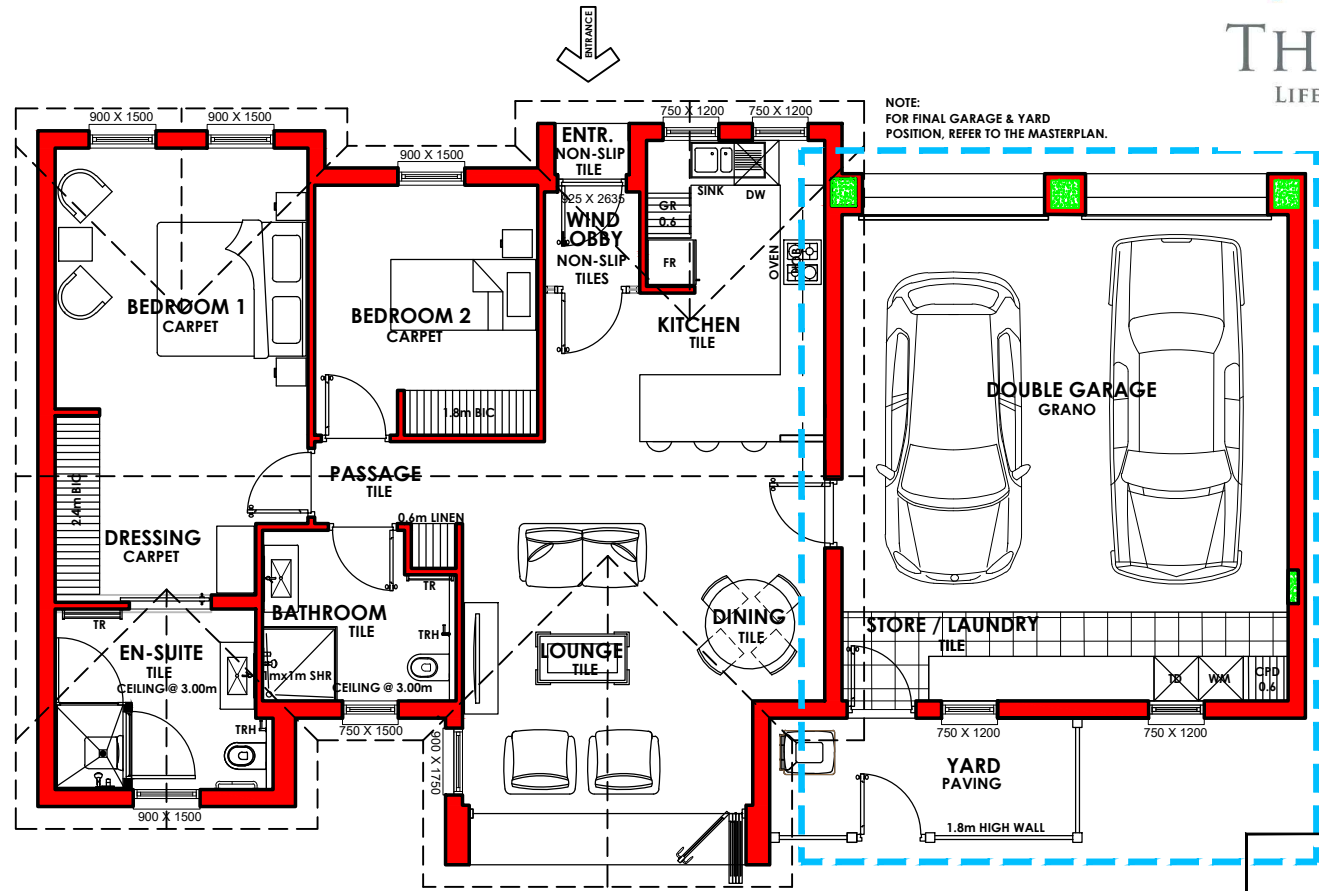 ENTRANCE
TH
LIFE
NOTE:
FOR FINAL GARAGE & YARD
POSITION, REFER TO THE MASTERPLAN.
900 X 1500
900 X 1500
900 X 1500
750 X 1200
750 X 1200
ENTR.
NON-SLIP
TILE
925 X 2635
WIND
LOBBY
NON-SLIP
TILES
SINK
DW
GR
0.6
FR
OVEN
HOB
KITCHEN
TILE
BEDROOM 1
CARPET
BEDROOM 2
CARPET
1.8m BIC
DOUBLE GARAGE
GRANO
PASSAGE
TILE
2.4m BIC
0.6m LINEN
DRESSING
CARPET
TR
BATHROOM
TILE
TRH
1mx1m SHR
CEILING @ 3.00m
TR
EN-SUITE
TILE
CEILING @ 3.00m
TRH
LOUNGE
TILE
DINING
TILE
STORE / LAUNDRY
TILE
TD
WM
CPD
0.6
750 X 1500
900 X 1750
750 X 1200
750 X 1200
YARD
PAVING
1.8m HIGH WALL
900 X 1500